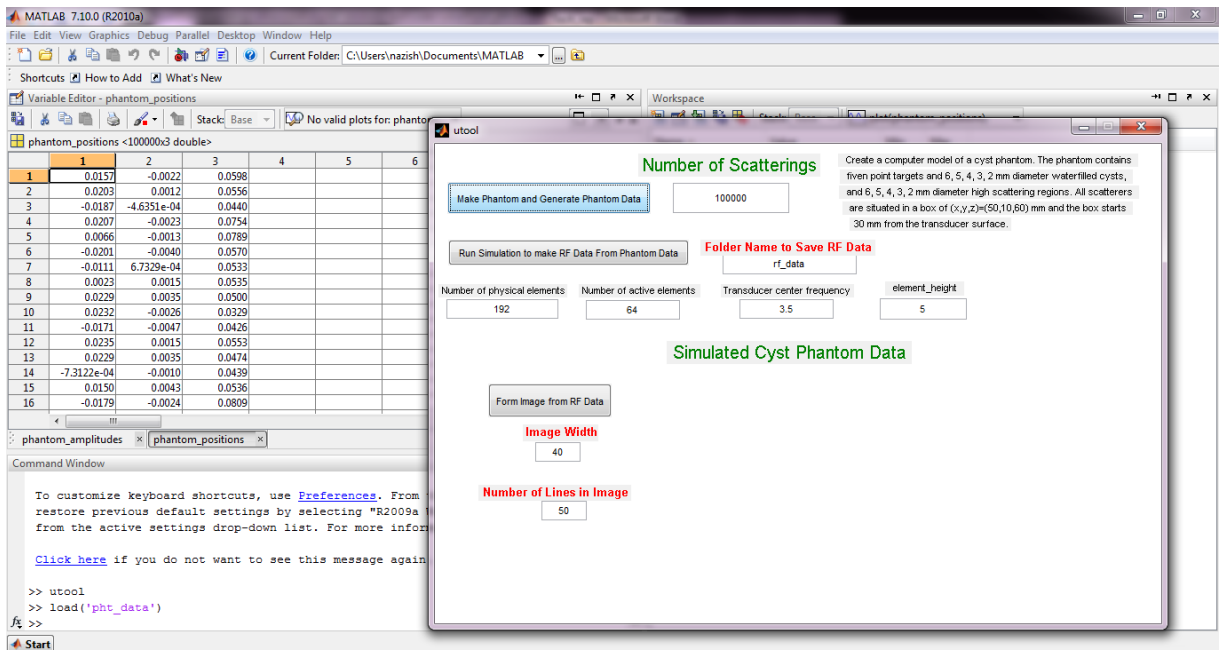 MATLAB 7.10.0 (R2010a)
File Edit View Graphics Debug Parallel Desktop Window Help
Current Folder: C:\Users\nazish\Documents\MATLAB
Shortcuts How to Add What's New
Variable Editor - phantom_positions
Stack: Base No valid plots for: phantom
phantom_positions <100000x3 double>
1 2 3 4 5 6
1 0.0157 -0.0022 0.0598
2 0.0203 0.0012 0.0556
3 -0.0187 -4.6351e-04 0.0440
4 0.0207 -0.0023 0.0754
5 0.0066 -0.0013 0.0789
6 -0.0201 -0.0040 0.0570
7 -0.0111 6.7329e-04 0.0533
8 0.0023 0.0015 0.0535
9 0.0229 0.0035 0.0500
10 0.0232 -0.0026 0.0329
11 -0.0171 -0.0047 0.0426
12 0.0235 0.0015 0.0553
13 0.0229 0.0035 0.0474
14 -7.3122e-04 -0.0010 0.0439
15 0.0150 0.0043 0.0536
16 -0.0179 -0.0024 0.0809
phantom_amplitudes phantom_positions
Command Window
To customize keyboard shortcuts, use Preferences. From
restore previous default settings by selecting "R2009a
from the active settings drop-down list. For more infor
Click here if you do not want to see this message again
>> utool
>> load('pht_data')
fx >>
Start
Workspace
utool
Number of Scatterings
Make Phantom and Generate Phantom Data
100000
Create a computer model of a cyst phantom. The phantom contains
fiven point targets and 6, 5, 4, 3, 2 mm diameter waterfilled cysts,
and 6, 5, 4, 3, 2 mm diameter high scattering regions. All scatterers
are situated in a box of (x,y,z)=(50,10,60) mm and the box starts
30 mm from the transducer surface.
Run Simulation to make RF Data From Phantom Data
Folder Name to Save RF Data
rf_data
Number of physical elements Number of active elements Transducer center frequency element_height
192 64 3.5 5
Simulated Cyst Phantom Data
Form Image from RF Data
Image Width
40
Number of Lines in Image
50